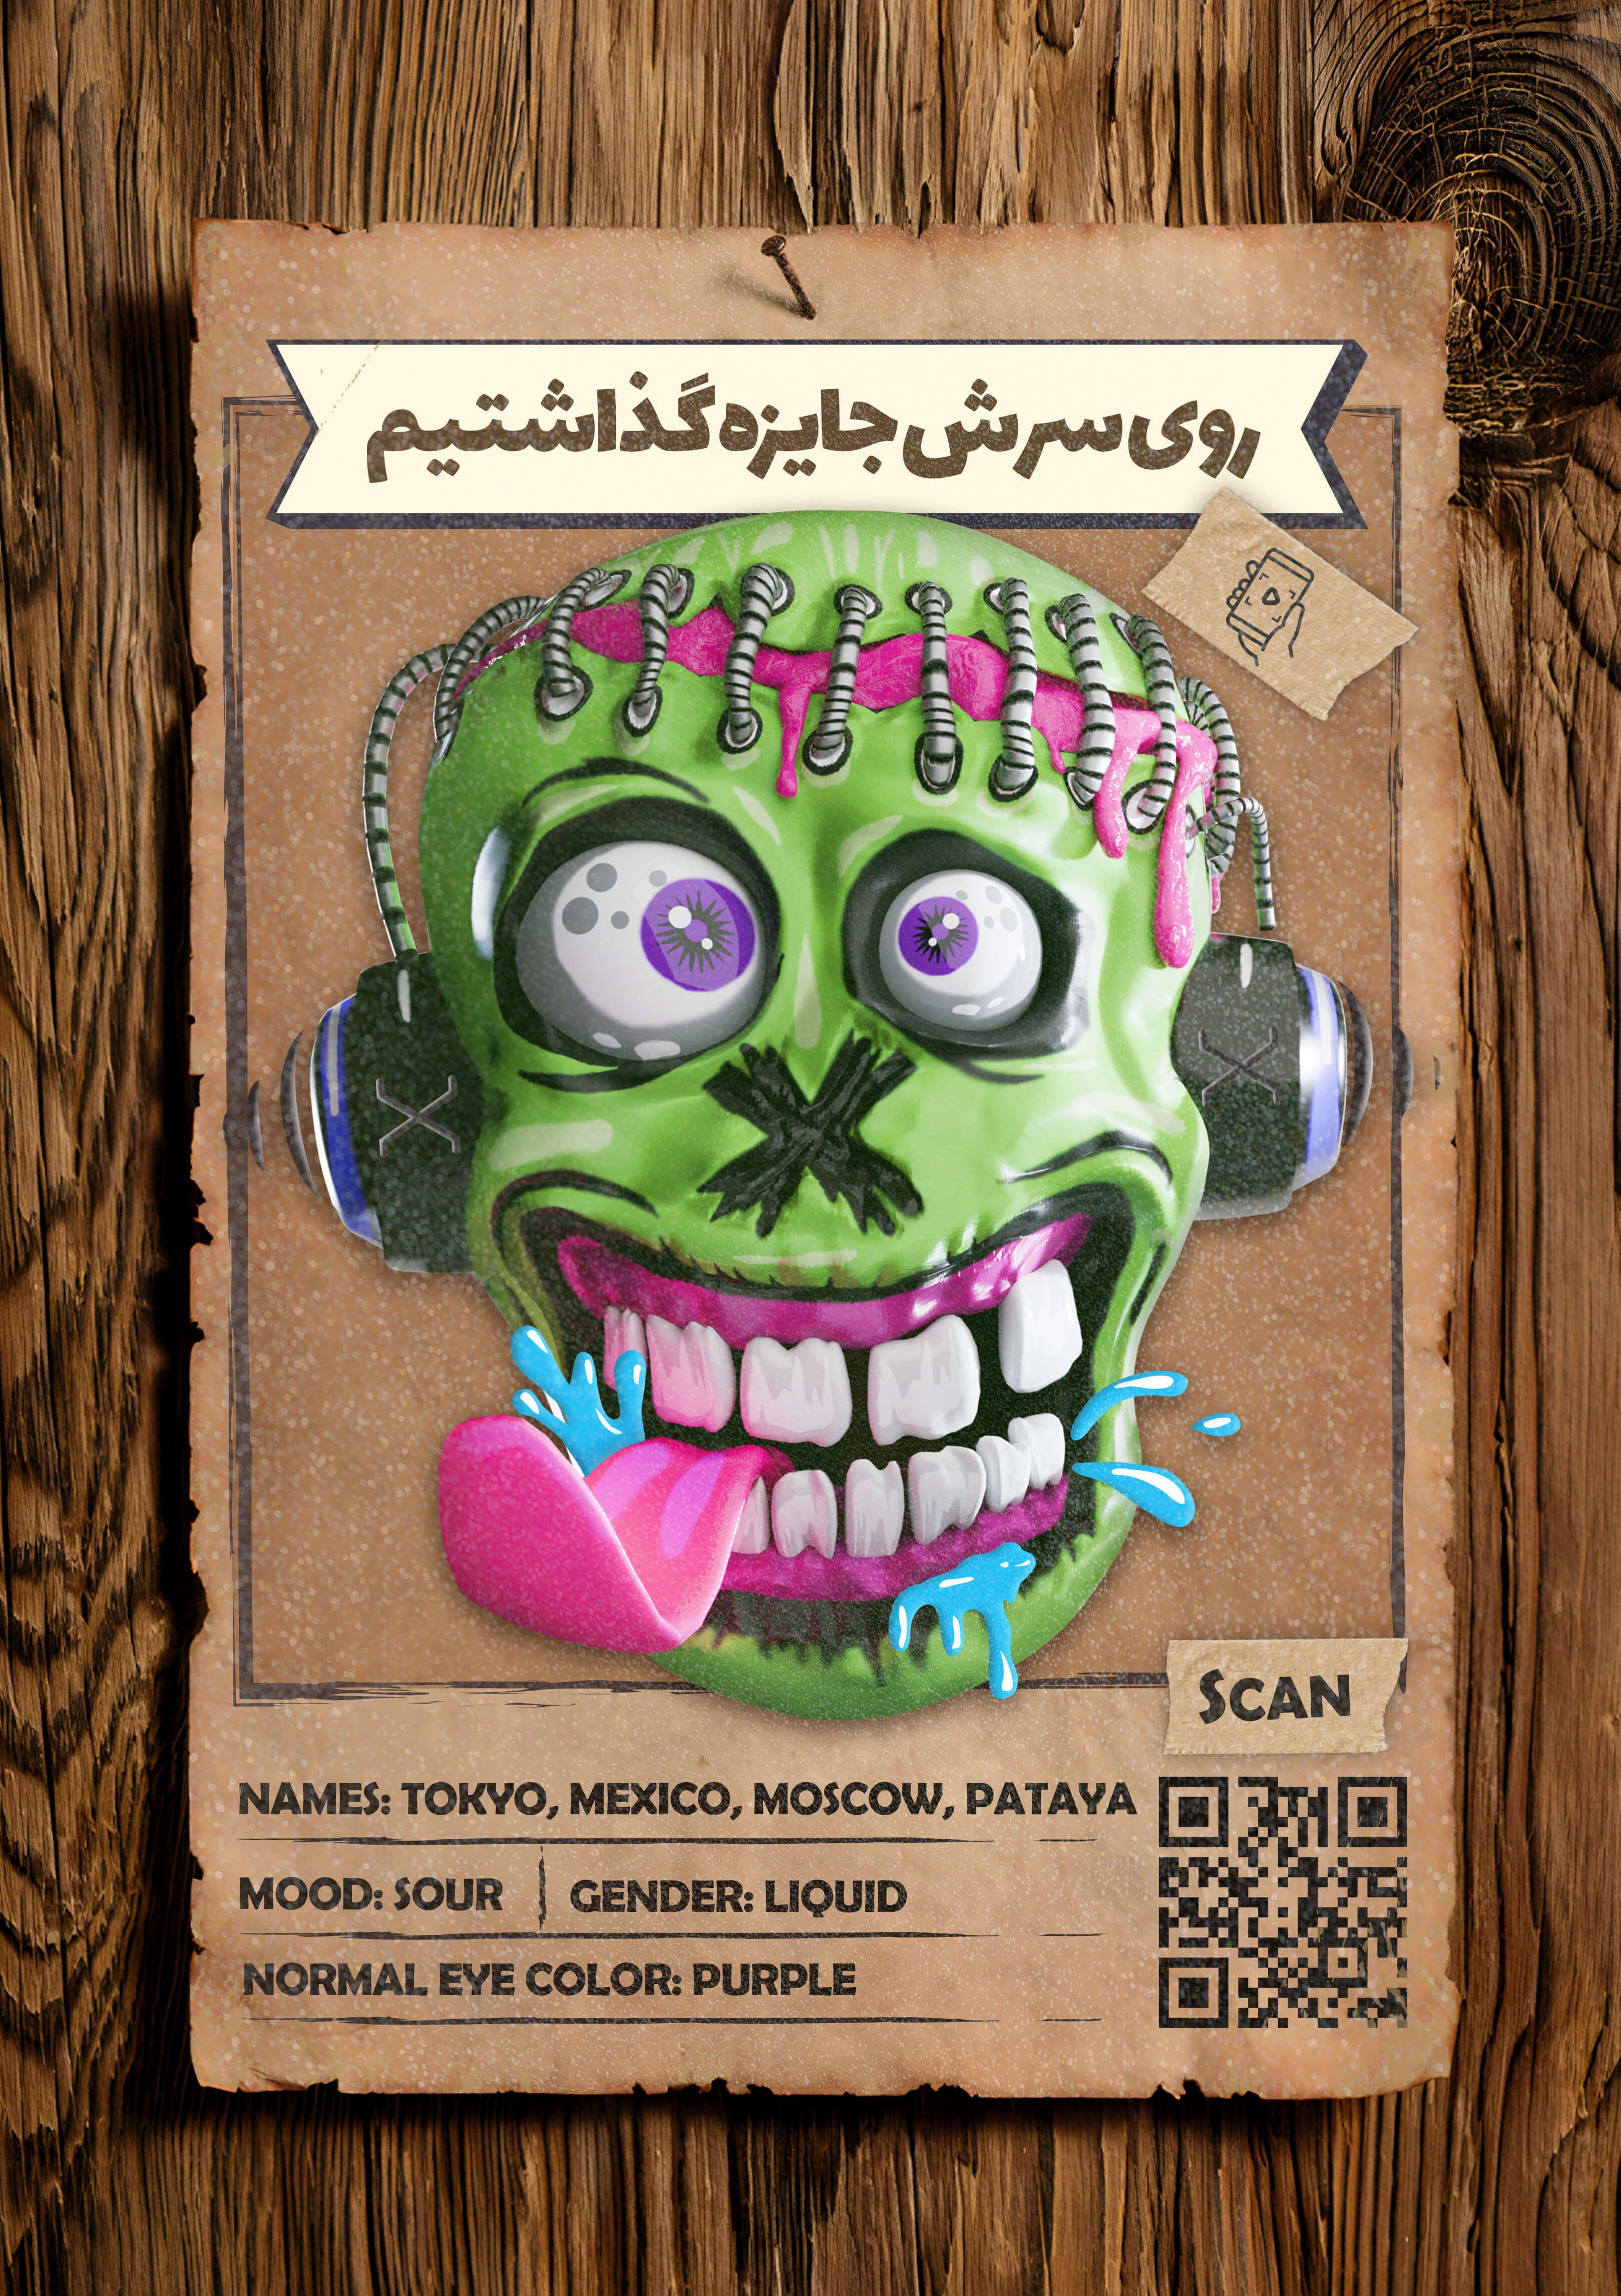 روی سرش جایزه گذاشتیم
SCAN
NAMES: TOKYO, MEXICO, MOSCOW, PATAYA
MOOD: SOUR GENDER: LIQUID
NORMAL EYE COLOR: PURPLE